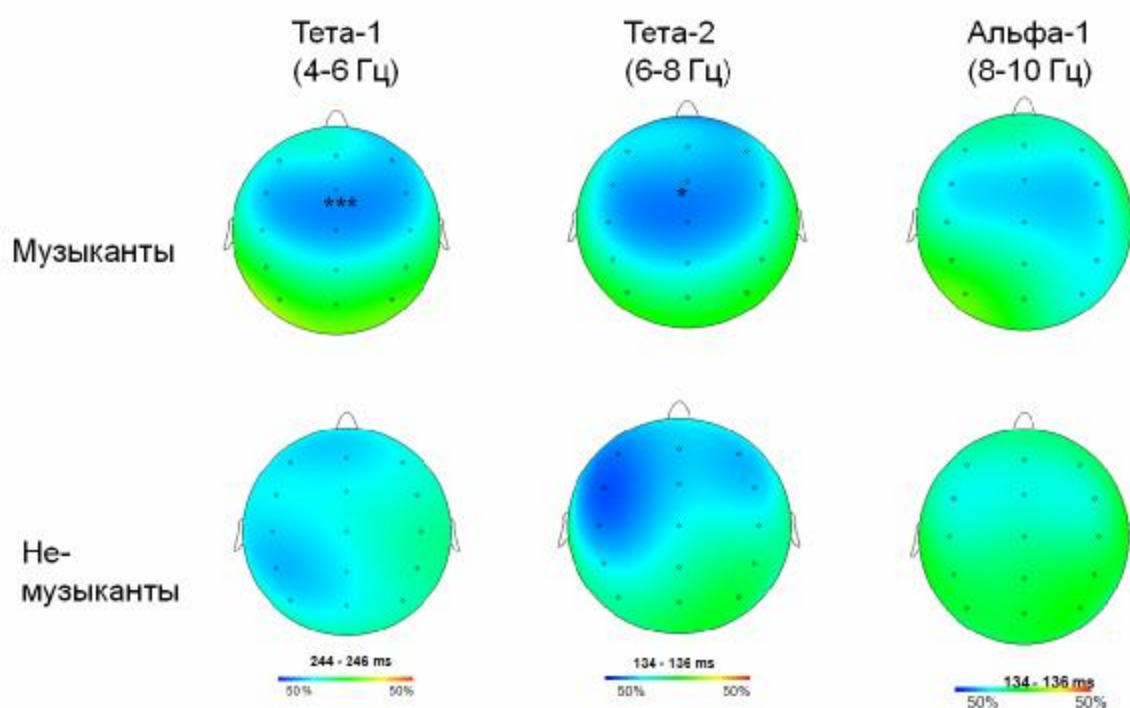 Тета-1
(4-6 Гц)
Тета-2
(6-8 Гц)
Альфа-1
(8-10 Гц)
***
*
Музыканты
Не-
музыканты
244 - 246 ms
50% 50%
134 - 136 ms
50% 50%
134 - 136 ms
50% 50%